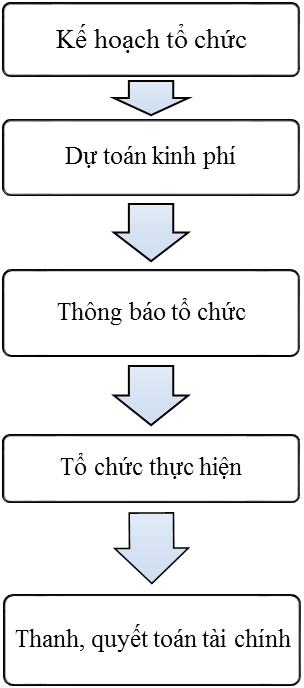 Kế hoạch tổ chức
Dự toán kinh phí
Thông báo tổ chức
Tổ chức thực hiện
Thanh, quyết toán tài chính